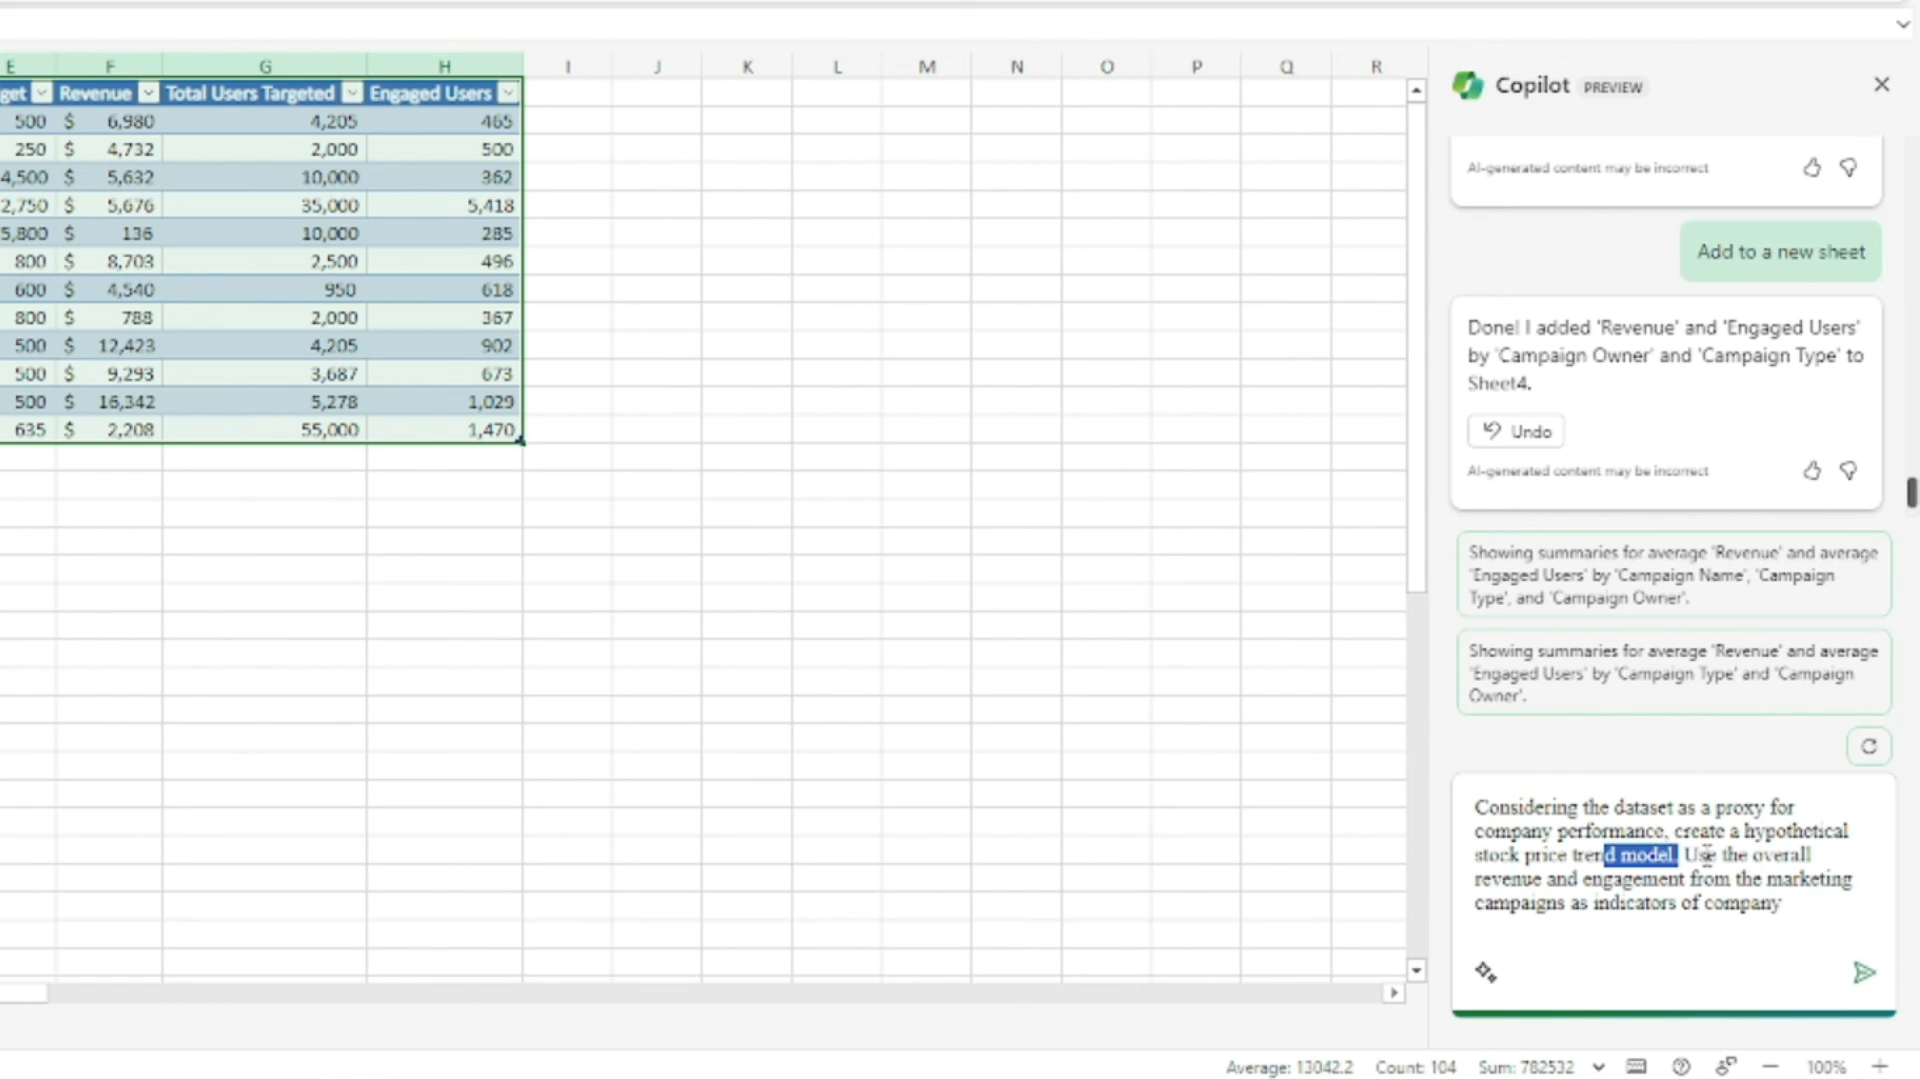 E F G H I J K L M N O P Q R
get Revenue Total Users Targeted Engaged Users
500 $ 6,980 4,205 465
250 $ 4,732 2,000 500
4,500 $ 5,632 10,000 362
2,750 $ 5,676 35,000 5,418
5,800 $ 136 10,000 285
800 $ 8,703 2,500 496
600 $ 4,540 950 618
800 $ 788 2,000 367
500 $ 12,423 4,205 902
500 $ 9,293 3,687 673
500 $ 16,342 5,278 1,029
635 $ 2,208 55,000 1,470
Copilot PREVIEW
AI-generated content may be incorrect
Add to a new sheet
Done! I added 'Revenue' and 'Engaged Users'
by 'Campaign Owner' and 'Campaign Type' to
Sheet4.
Undo
AI-generated content may be incorrect
Showing summaries for average 'Revenue' and average
'Engaged Users' by 'Campaign Name', 'Campaign
Type', and 'Campaign Owner'.
Showing summaries for average 'Revenue' and average
'Engaged Users' by 'Campaign Type' and 'Campaign
Owner'.
Considering the dataset as a proxy for
company performance, create a hypothetical
stock price trend model. Use the overall
revenue and engagement from the marketing
campaigns as indicators of company
Average: 13042.2 Count: 104 Sum: 782532 100%